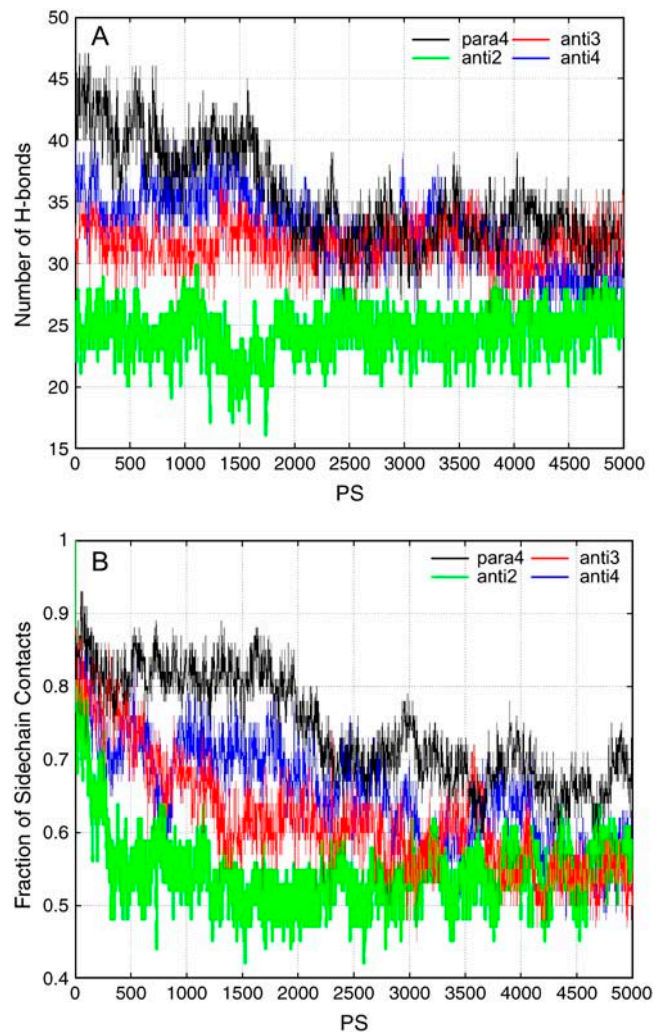 A
para4 anti3
anti2 anti4
Number of H-bonds
50
45
40
35
30
25
20
15
0 500 1000 1500 2000 2500 3000 3500 4000 4500 5000
PS
B
para4 anti3
anti2 anti4
Fraction of Sidechain Contacts
1
0.9
0.8
0.7
0.6
0.5
0.4
0 500 1000 1500 2000 2500 3000 3500 4000 4500 5000
PS